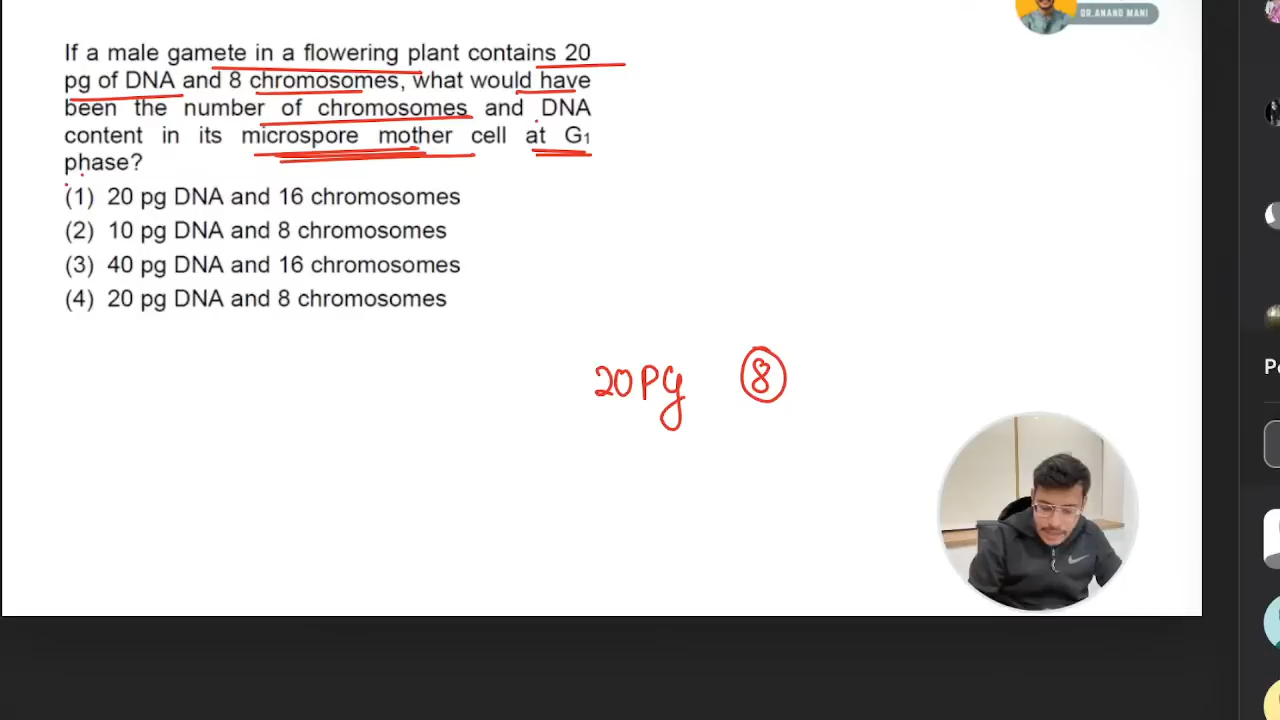 DR.ANAND MANI
If a male gamete in a flowering plant contains 20
pg of DNA and 8 chromosomes, what would have
been the number of chromosomes and DNA
content in its microspore mother cell at G₁
phase?
(1) 20 pg DNA and 16 chromosomes
(2) 10 pg DNA and 8 chromosomes
(3) 40 pg DNA and 16 chromosomes
(4) 20 pg DNA and 8 chromosomes
20 Pg 8